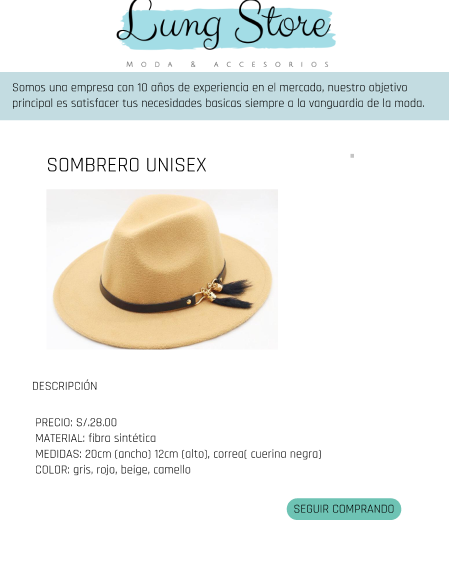 Lung Store
MODA & ACCESORIOS
Somos una empresa con 10 años de experiencia en el mercado, nuestro objetivo
principal es satisfacer tus necesidades basicas siempre a la vanguardia de la moda.
SOMBRERO UNISEX
DESCRIPCIÓN
PRECIO: S/.28.00
MATERIAL: fibra sintética
MEDIDAS: 20cm (ancho) 12cm (alto), correa( cuerina negra)
COLOR: gris, rojo, beige, camello
SEGUIR COMPRANDO